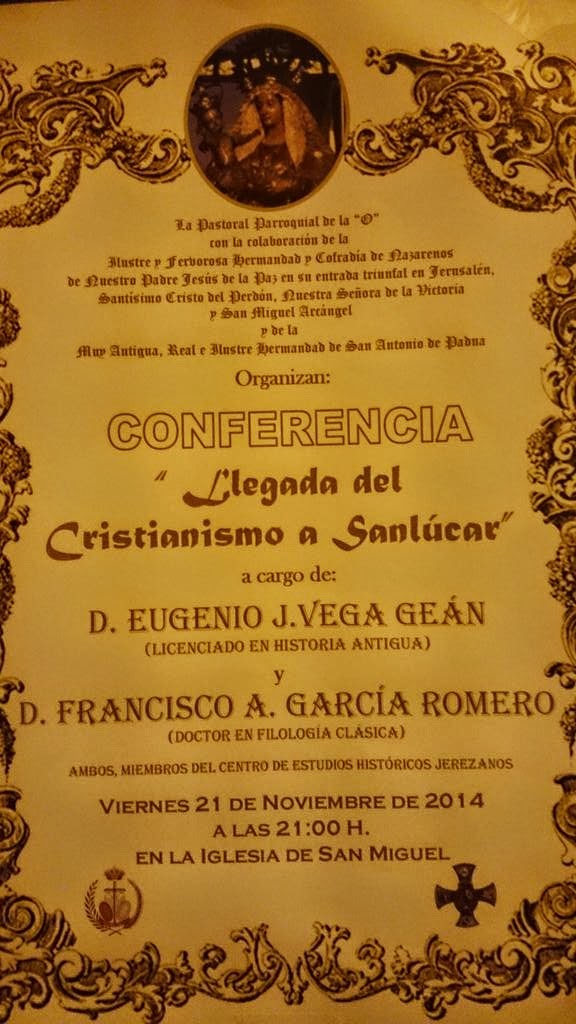 La Pastoral Parroquial de la "O"
con la colaboración de la
Ilustre y Fervorosa Hermandad y Cofradía de Nazarenos
de Nuestro Padre Jesús de la Paz en su entrada triunfal en Jerusalén,
Santísimo Cristo del Perdón, Nuestra Señora de la Victoria
y San Miguel Arcángel
y de la
Muy Antigua, Real e Ilustre Hermandad de San Antonio de Padua
Organizan:
CONFERENCIA
" Llegada del
Cristianismo a Sanlúcar"
a cargo de:
D. EUGENIO J.VEGA GEÁN
(LICENCIADO EN HISTORIA ANTIGUA)
y
D. FRANCISCO A. GARCÍA ROMERO
(DOCTOR EN FILOLOGÍA CLÁSICA)
AMBOS, MIEMBROS DEL CENTRO DE ESTUDIOS HISTÓRICOS JEREZANOS
VIERNES 21 DE NOVIEMBRE DE 2014
A LAS 21:00 H.
EN LA IGLESIA DE SAN MIGUEL